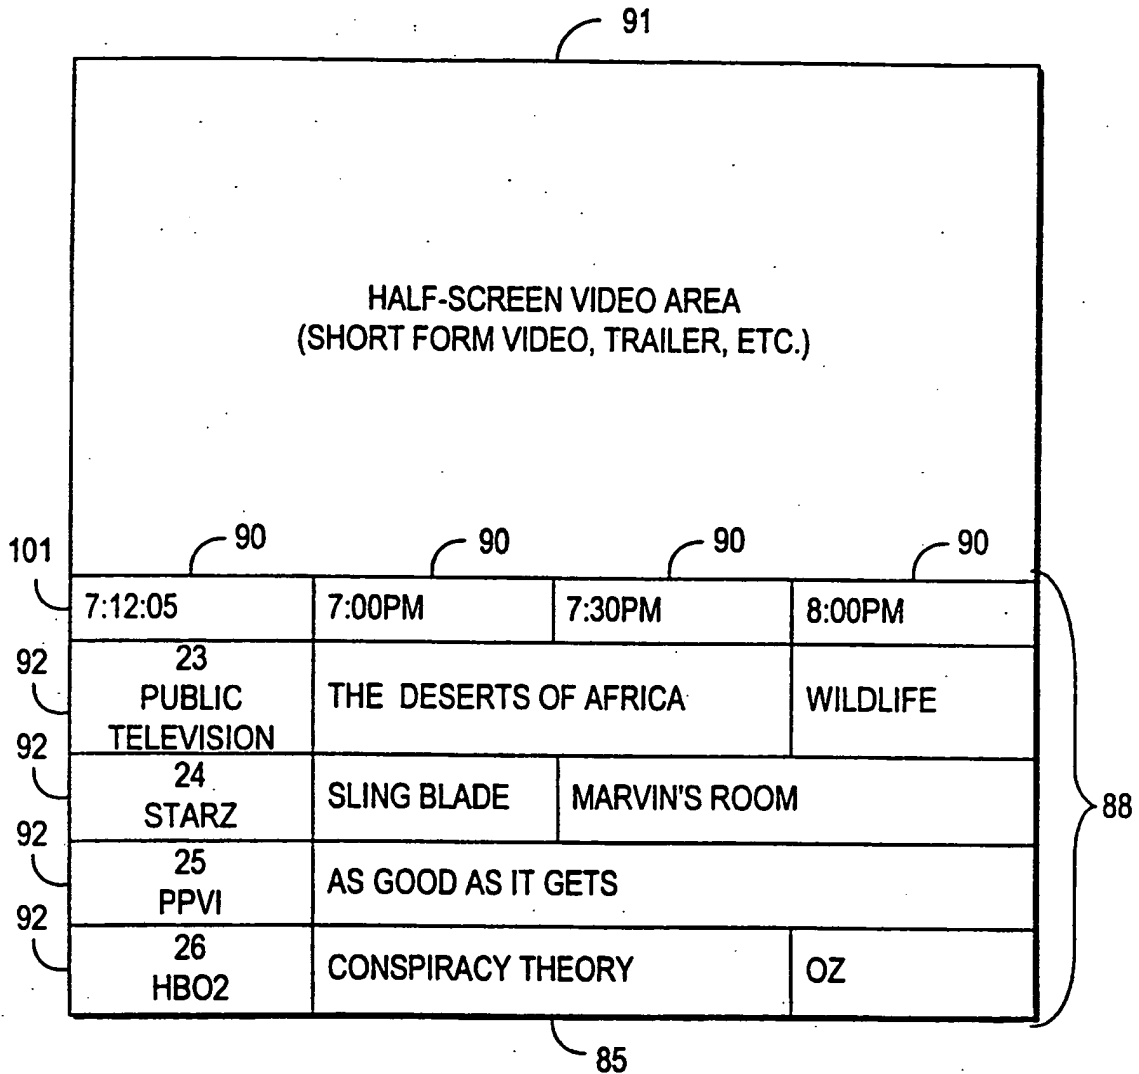 91
HALF-SCREEN VIDEO AREA
(SHORT FORM VIDEO, TRAILER, ETC.)
90 90 90 90
101
7:12:05 7:00PM 7:30PM 8:00PM
92
23
PUBLIC
TELEVISION
THE DESERTS OF AFRICA
WILDLIFE
92
24
STARZ
SLING BLADE
MARVIN'S ROOM
88
92
25
PPVI
AS GOOD AS IT GETS
92
26
HBO2
CONSPIRACY THEORY
OZ
85